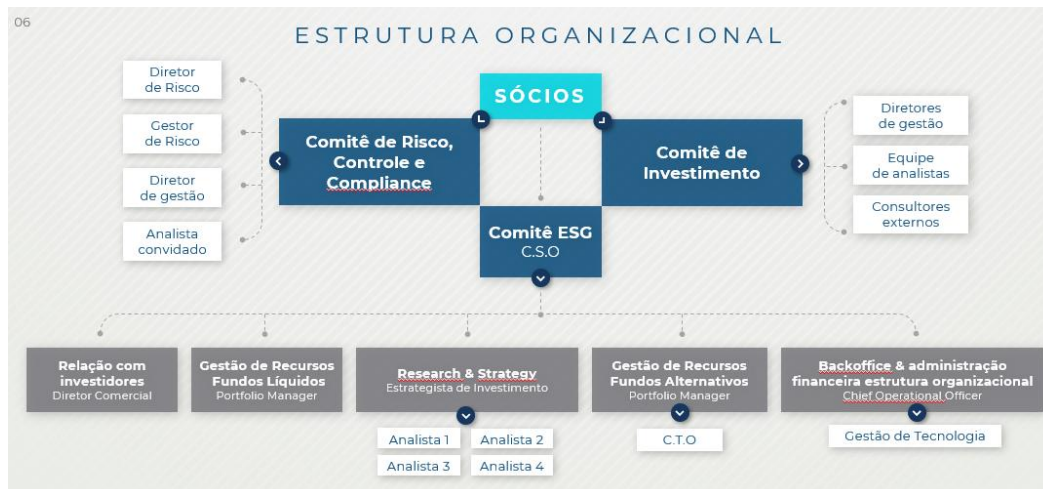 06
ESTRUTURA ORGANIZACIONAL
SÓCIOS
Diretor
de Risco
Gestor
de Risco
Diretor
de gestão
Analista
convidado
Comitê de Risco,
Controle e
Compliance
Comitê de
Investimento
Diretores
de gestão
Equipe
de analistas
Consultores
externos
Comitê ESG
C.S.O
Relação com
investidores
Diretor Comercial
Gestão de Recursos
Fundos Líquidos
Portfolio Manager
Research & Strategy
Estrategista de Investimento
Analista 1
Analista 2
Analista 3
Analista 4
Gestão de Recursos
Fundos Alternativos
Portfolio Manager
C.T.O
Backoffice & administração
financeira estrutura organizacional
Chief Operational Officer
Gestão de Tecnologia